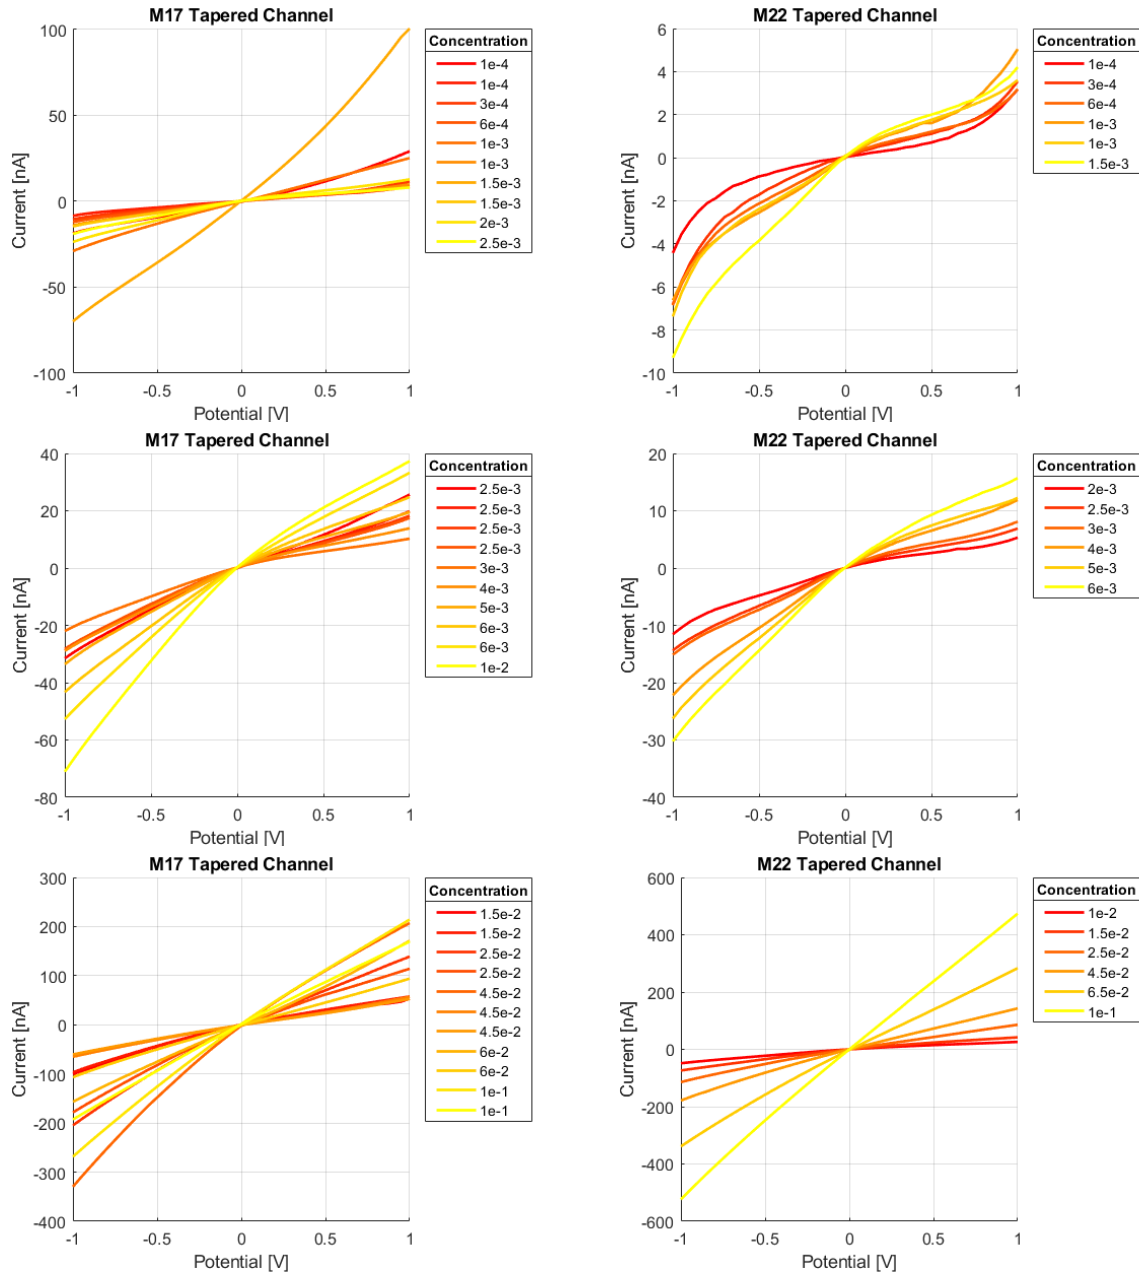 M17 Tapered Channel
Current [nA]
100
50
0
-50
-100
-1
-0.5
0
0.5
1
Potential [V]
Concentration
1e-4
1e-4
3e-4
6e-4
1e-3
1e-3
1.5e-3
1.5e-3
2e-3
2.5e-3
M22 Tapered Channel
Current [nA]
6
4
2
0
-2
-4
-6
-8
-10
-1
-0.5
0
0.5
1
Potential [V]
Concentration
1e-4
3e-4
6e-4
1e-3
1e-3
1.5e-3
M17 Tapered Channel
Current [nA]
40
20
0
-20
-40
-60
-80
-1
-0.5
0
0.5
1
Potential [V]
Concentration
2.5e-3
2.5e-3
2.5e-3
2.5e-3
3e-3
4e-3
5e-3
6e-3
6e-3
1e-2
M22 Tapered Channel
Current [nA]
20
10
0
-10
-20
-30
-40
-1
-0.5
0
0.5
1
Potential [V]
Concentration
2e-3
2.5e-3
3e-3
4e-3
5e-3
6e-3
M17 Tapered Channel
Current [nA]
300
200
100
0
-100
-200
-300
-400
-1
-0.5
0
0.5
1
Potential [V]
Concentration
1.5e-2
1.5e-2
2.5e-2
2.5e-2
4.5e-2
4.5e-2
4.5e-2
6e-2
6e-2
1e-1
1e-1
M22 Tapered Channel
Current [nA]
600
400
200
0
-200
-400
-600
-1
-0.5
0
0.5
1
Potential [V]
Concentration
1e-2
1.5e-2
2.5e-2
4.5e-2
6.5e-2
1e-1